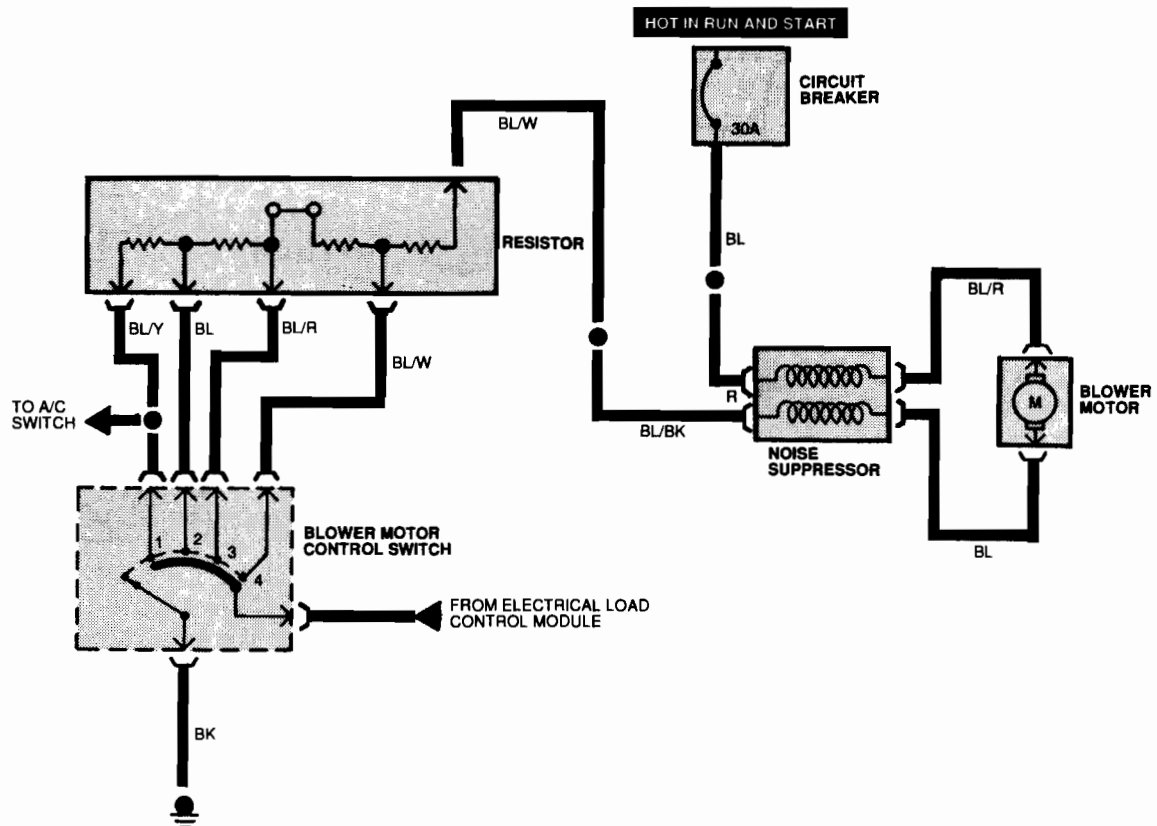 HOT IN RUN AND START
CIRCUIT
BREAKER
30A
BL/W
RESISTOR
BL
BL/R
BL/Y
BL
BL/R
BL/W
TO A/C
SWITCH
R
BL/BK
NOISE
SUPPRESSOR
M
BLOWER
MOTOR
BL
1
2
3
4
BLOWER MOTOR
CONTROL SWITCH
FROM ELECTRICAL LOAD
CONTROL MODULE
BK